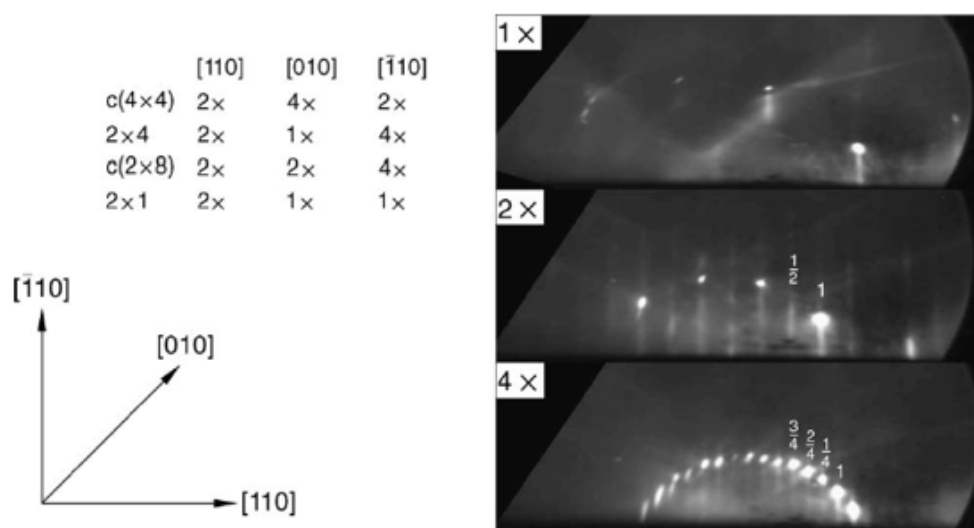 [110] [010] [1̄10]
c(4×4) 2× 4× 2×
2×4 2× 1× 4×
c(2×8) 2× 2× 4×
2×1 2× 1× 1×
[1̄10]
[010]
[110]
1×
2×
1/2
1
4×
3/4
2/4
1/4
1